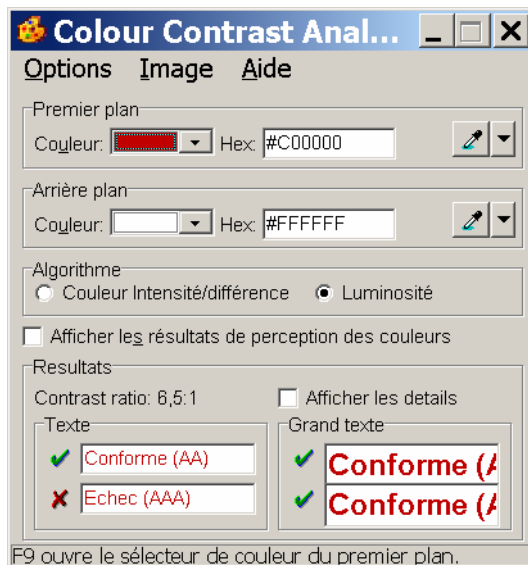 Colour Contrast Anal...
Options Image Aide
Premier plan
Couleur: Hex: #C00000
Arrière plan
Couleur: Hex: #FFFFFF
Algorithme
Couleur Intensité/différence Luminosité
Afficher les résultats de perception des couleurs
Resultats
Contrast ratio: 6,5:1 Afficher les details
Texte Grand texte
Conforme (AA) Conforme (A
Echec (AAA) Conforme (A
F9 ouvre le sélecteur de couleur du premier plan.